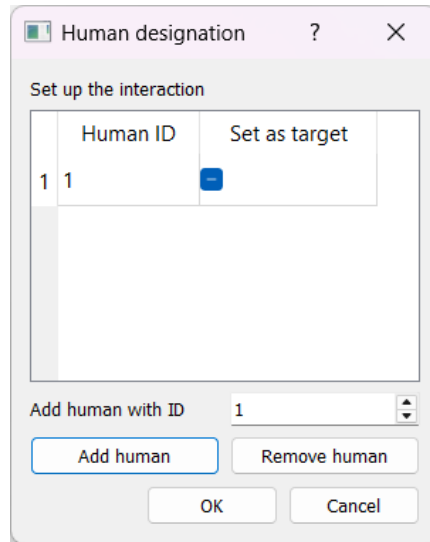 Human designation ?
Set up the interaction
Human ID Set as target
1 1
Add human with ID 1
Add human Remove human
OK Cancel